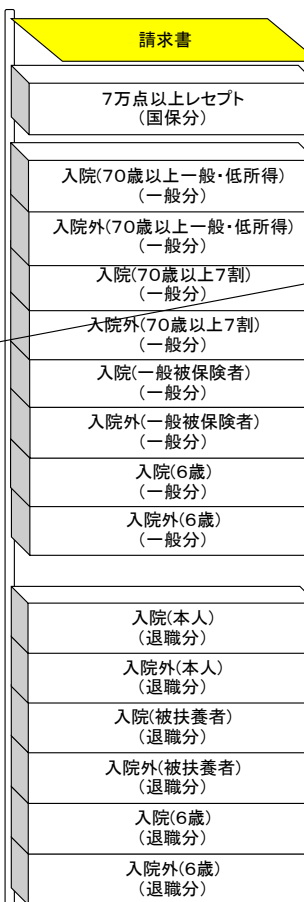 請求書
7万点以上レセプト
(国保分)
入院(70歳以上一般・低所得)
(一般分)
入院外(70歳以上一般・低所得)
(一般分)
入院(70歳以上7割)
(一般分)
入院外(70歳以上7割)
(一般分)
入院(一般被保険者)
(一般分)
入院外(一般被保険者)
(一般分)
入院(6歳)
(一般分)
入院外(6歳)
(一般分)
入院(本人)
(退職分)
入院外(本人)
(退職分)
入院(被扶養者)
(退職分)
入院外(被扶養者)
(退職分)
入院(6歳)
(退職分)
入院外(6歳)
(退職分)